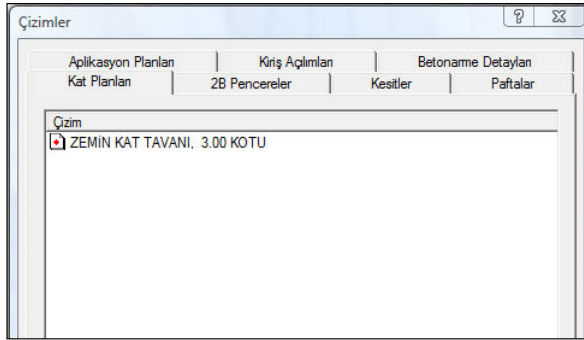 Çizimler
Aplikasyon Planları Kiriş Açılımları Betonarme Detayları
Kat Planları 2B Pencereler Kesitler Paftalar
Çizim
ZEMİN KAT TAVANI, 3.00 KOTU